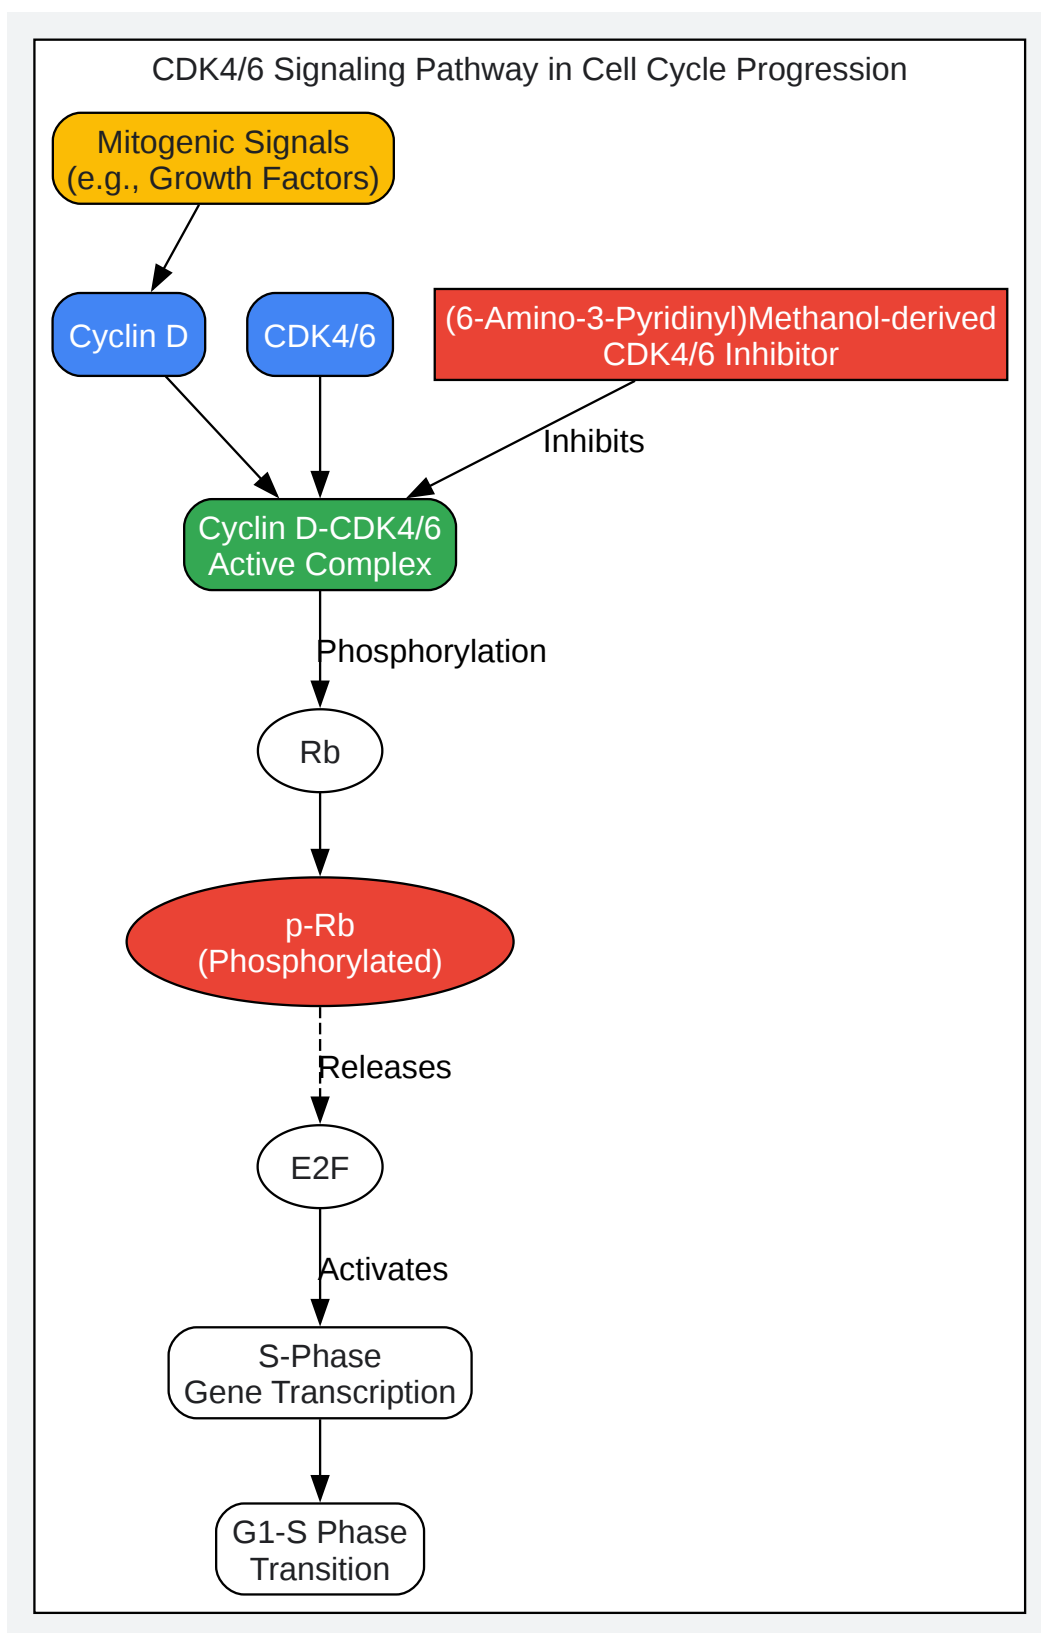 CDK4/6 Signaling Pathway in Cell Cycle Progression
Mitogenic Signals
(e.g., Growth Factors)
Cyclin D
CDK4/6
(6-Amino-3-Pyridinyl)Methanol-derived
CDK4/6 Inhibitor
Inhibits
Cyclin D-CDK4/6
Active Complex
Phosphorylation
Rb
p-Rb
(Phosphorylated)
Releases
E2F
Activates
S-Phase
Gene Transcription
G1-S Phase
Transition